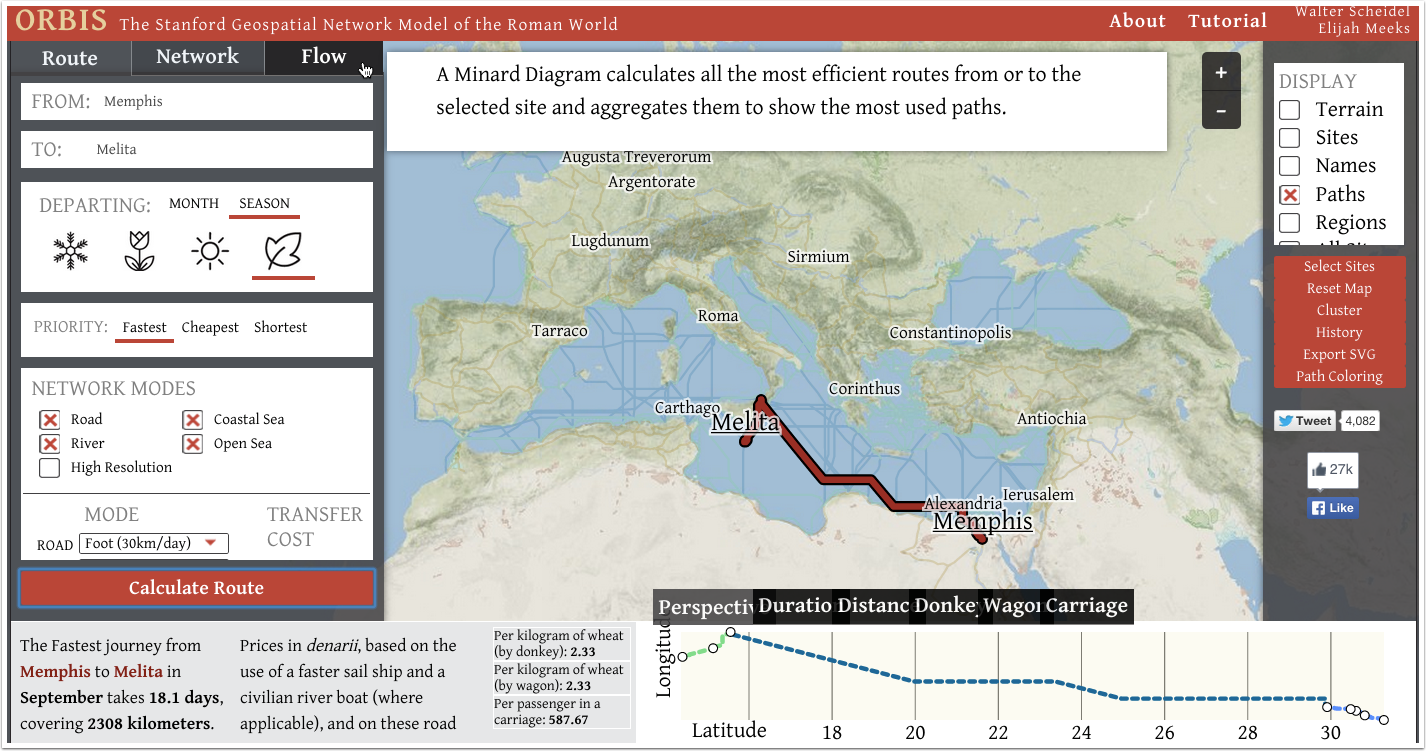 ORBIS The Stanford Geospatial Network Model of the Roman World
About Tutorial
Walter Scheidel
Elijah Meeks
Route Network Flow
FROM: Memphis
TO: Melita
DEPARTING: MONTH SEASON
PRIORITY: Fastest Cheapest Shortest
NETWORK MODES
Road Coastal Sea
River Open Sea
High Resolution
MODE TRANSFER
COST
ROAD Foot (30km/day)
Calculate Route
A Minard Diagram calculates all the most efficient routes from or to the
selected site and aggregates them to show the most used paths.
+
−
Augusta Treverorum
Argentorate
Lugdunum
Sirmium
Roma
Tarraco
Constantinopolis
Corinthus
Carthago
Melita
Antiochia
Ierusalem
Alexandria
Memphis
DISPLAY
Terrain
Sites
Names
Paths
Regions
Select Sites
Reset Map
Cluster
History
Export SVG
Path Coloring
Tweet 4,082
27k
Like
The Fastest journey from
Memphis to Melita in
September takes 18.1 days,
covering 2308 kilometers.
Prices in denarii, based on the
use of a faster sail ship and a
civilian river boat (where
applicable), and on these road
Per kilogram of wheat
(by donkey): 2.33
Per kilogram of wheat
(by wagon): 2.33
Per passenger in a
carriage: 587.67
Perspectiv Duratio Distanc Donkey Wagon Carriage
Longitud
Latitude 18 20 22 24 26 28 30